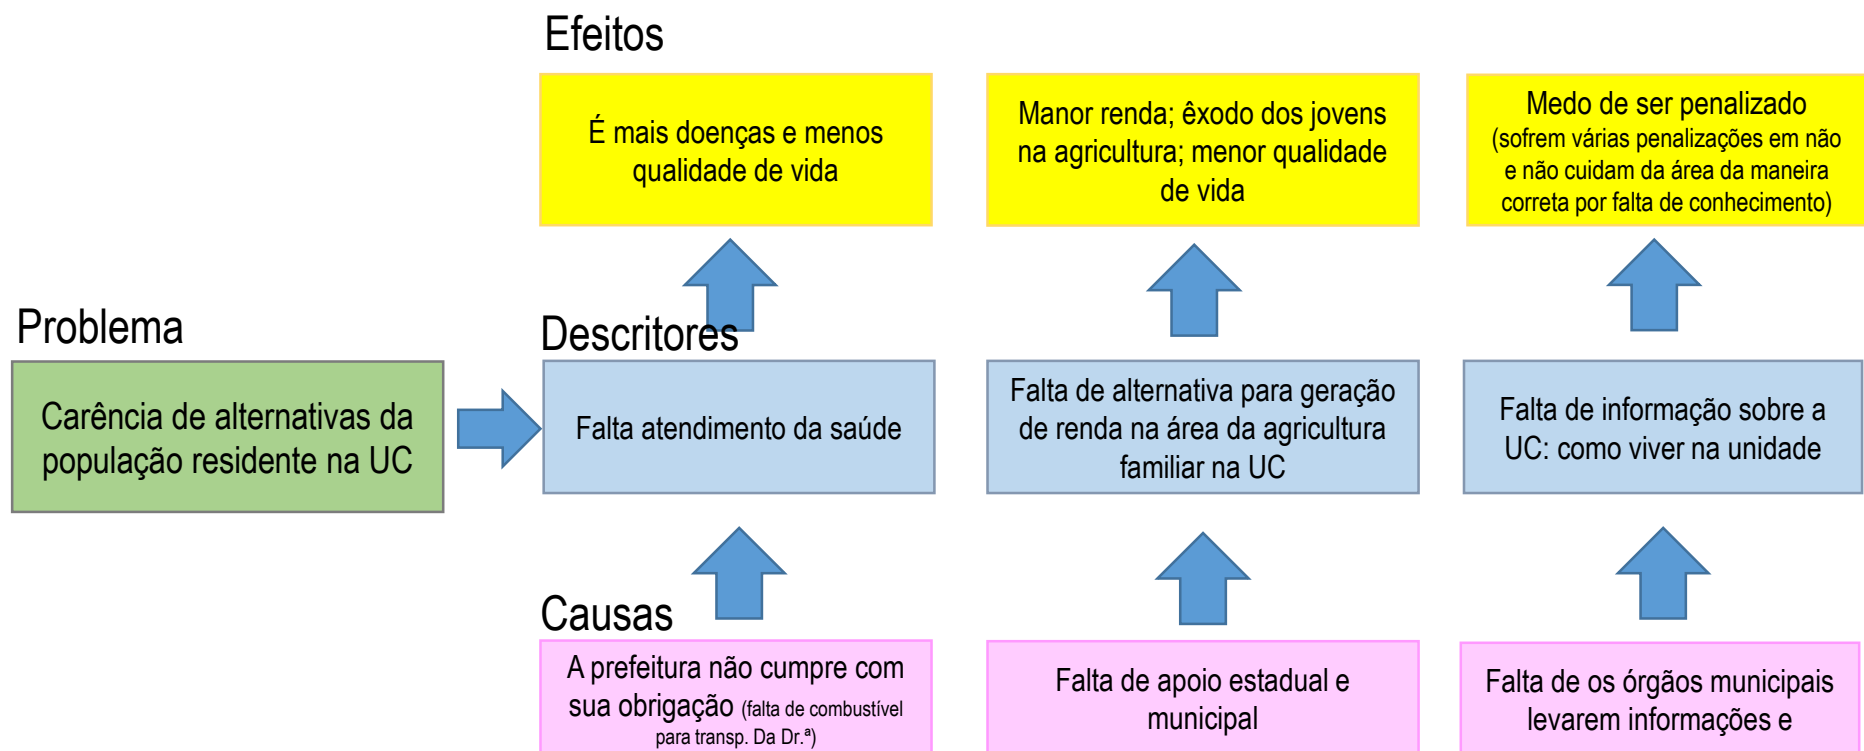 Efeitos
É mais doenças e menos
qualidade de vida
Manor renda; êxodo dos jovens
na agricultura; menor qualidade
de vida
Medo de ser penalizado
(sofrem várias penalizações em não
e não cuidam da área da maneira
correta por falta de conhecimento)
Problema
Carência de alternativas da
população residente na UC
Descritores
Falta atendimento da saúde
Falta de alternativa para geração
de renda na área da agricultura
familiar na UC
Falta de informação sobre a
UC: como viver na unidade
Causas
A prefeitura não cumpre com
sua obrigação (falta de combustível
para transp. Da Dr.ª)
Falta de apoio estadual e
municipal
Falta de os órgãos municipais
levarem informações e